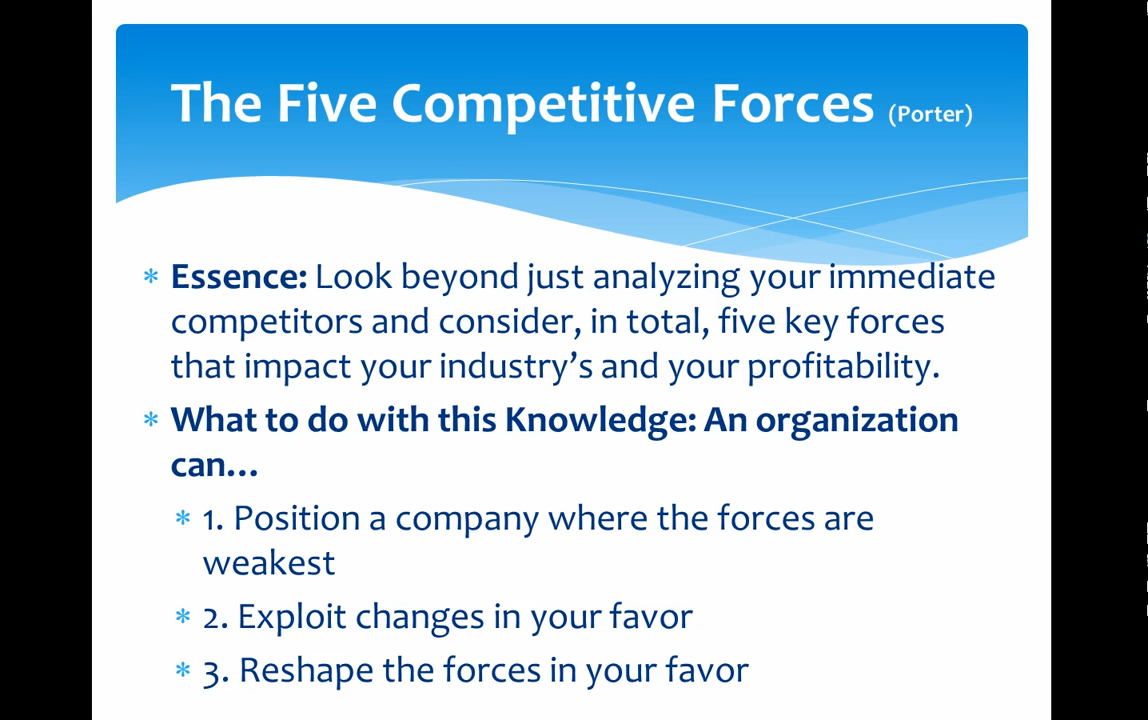 The Five Competitive Forces (Porter)
* Essence: Look beyond just analyzing your immediate
competitors and consider, in total, five key forces
that impact your industry’s and your profitability.
* What to do with this Knowledge: An organization
can…
* 1. Position a company where the forces are
weakest
* 2. Exploit changes in your favor
* 3. Reshape the forces in your favor